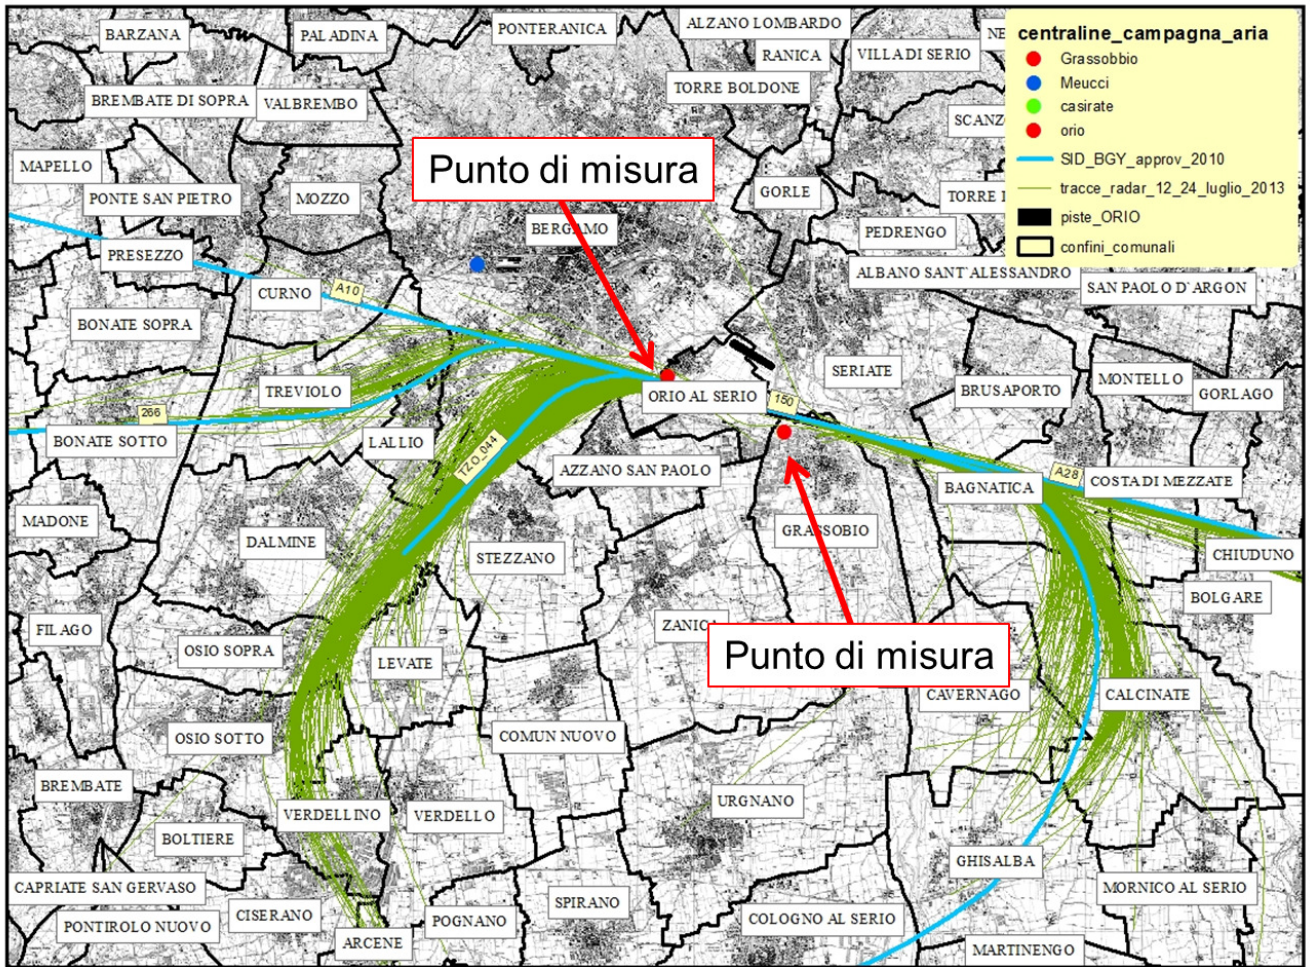 BARZANA
PALADINA
PONTERANICA
ALZANO LOMBARDO
NE
RANICA
VILLA DI SERIO
TORRE BOLDONE
BREMBATE DI SOPRA
VALBREMBO
SCANZ
MAPELLO
PONTE SAN PIETRO
MOZZO
GORLE
TORRE
PEDRENGO
BERGAMO
PRESEZZO
ALBANO SANT`ALESSANDRO
SAN PAOLO D`ARGON
CURNO
A10
BONATE SOPRA
SERIATE
MONTELLO
BRUSAPORTO
GORLAGO
TREVIOLO
ORIO AL SERIO
150
266
BONATE SOTTO
LALLIO
TZO_044
AZZANO SAN PAOLO
A28
BAGNATICA
COSTA DI MEZZATE
MADONE
DALMINE
GRASSOBIO
STEZZANO
CHIUDUNO
BOLGARE
FILAGO
ZANIC
OSIO SOPRA
LEVATE
CAVERNAGO
CALCINATE
OSIO SOTTO
COMUN NUOVO
BREMBATE
URGNANO
VERDELLINO
VERDELLO
BOLTIERE
GHISALBA
CAPRIATE SAN GERVASO
MORNICO AL SERIO
SPIRANO
CISERANO
POGNANO
COLOGNO AL SERIO
PONTIROLO NUOVO
ARCENE
MARTINENGO
Punto di misura
Punto di misura
centraline_campagna_aria
Grassobbio
Meucci
casirate
orio
SID_BGY_approv_2010
tracce_radar_12_24_luglio_2013
piste_ORIO
confini_comunali